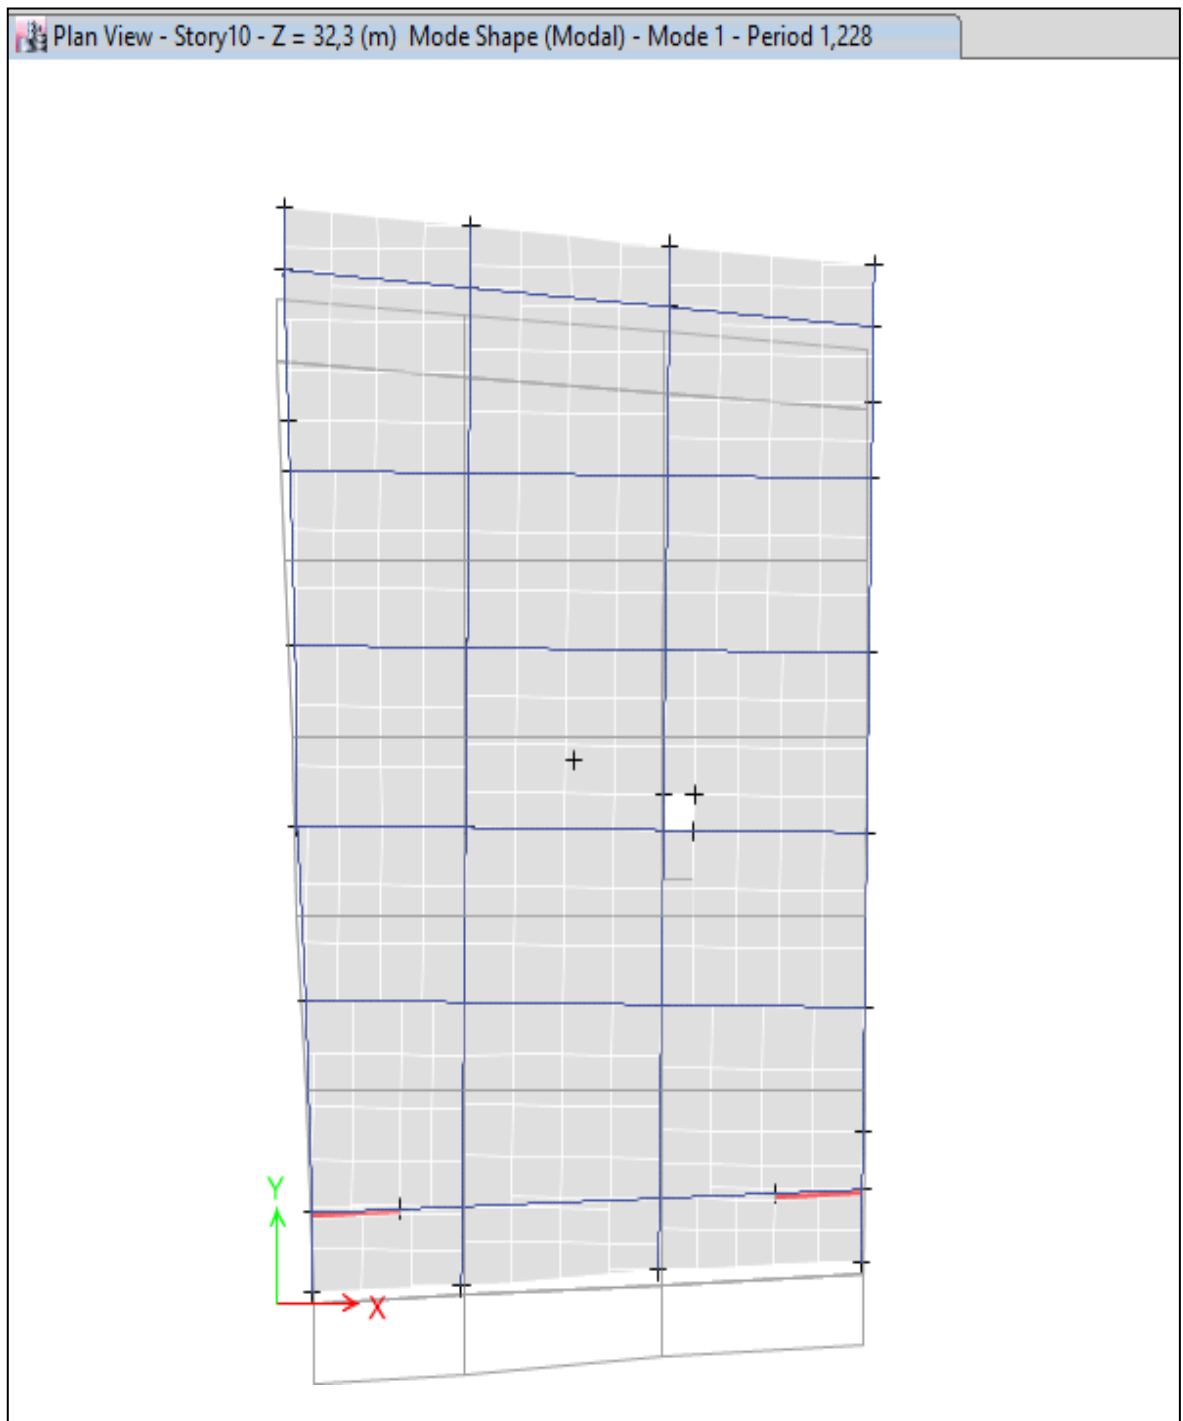 Plan View - Story10 - Z = 32,3 (m) Mode Shape (Modal) - Mode 1 - Period 1,228
Y
X